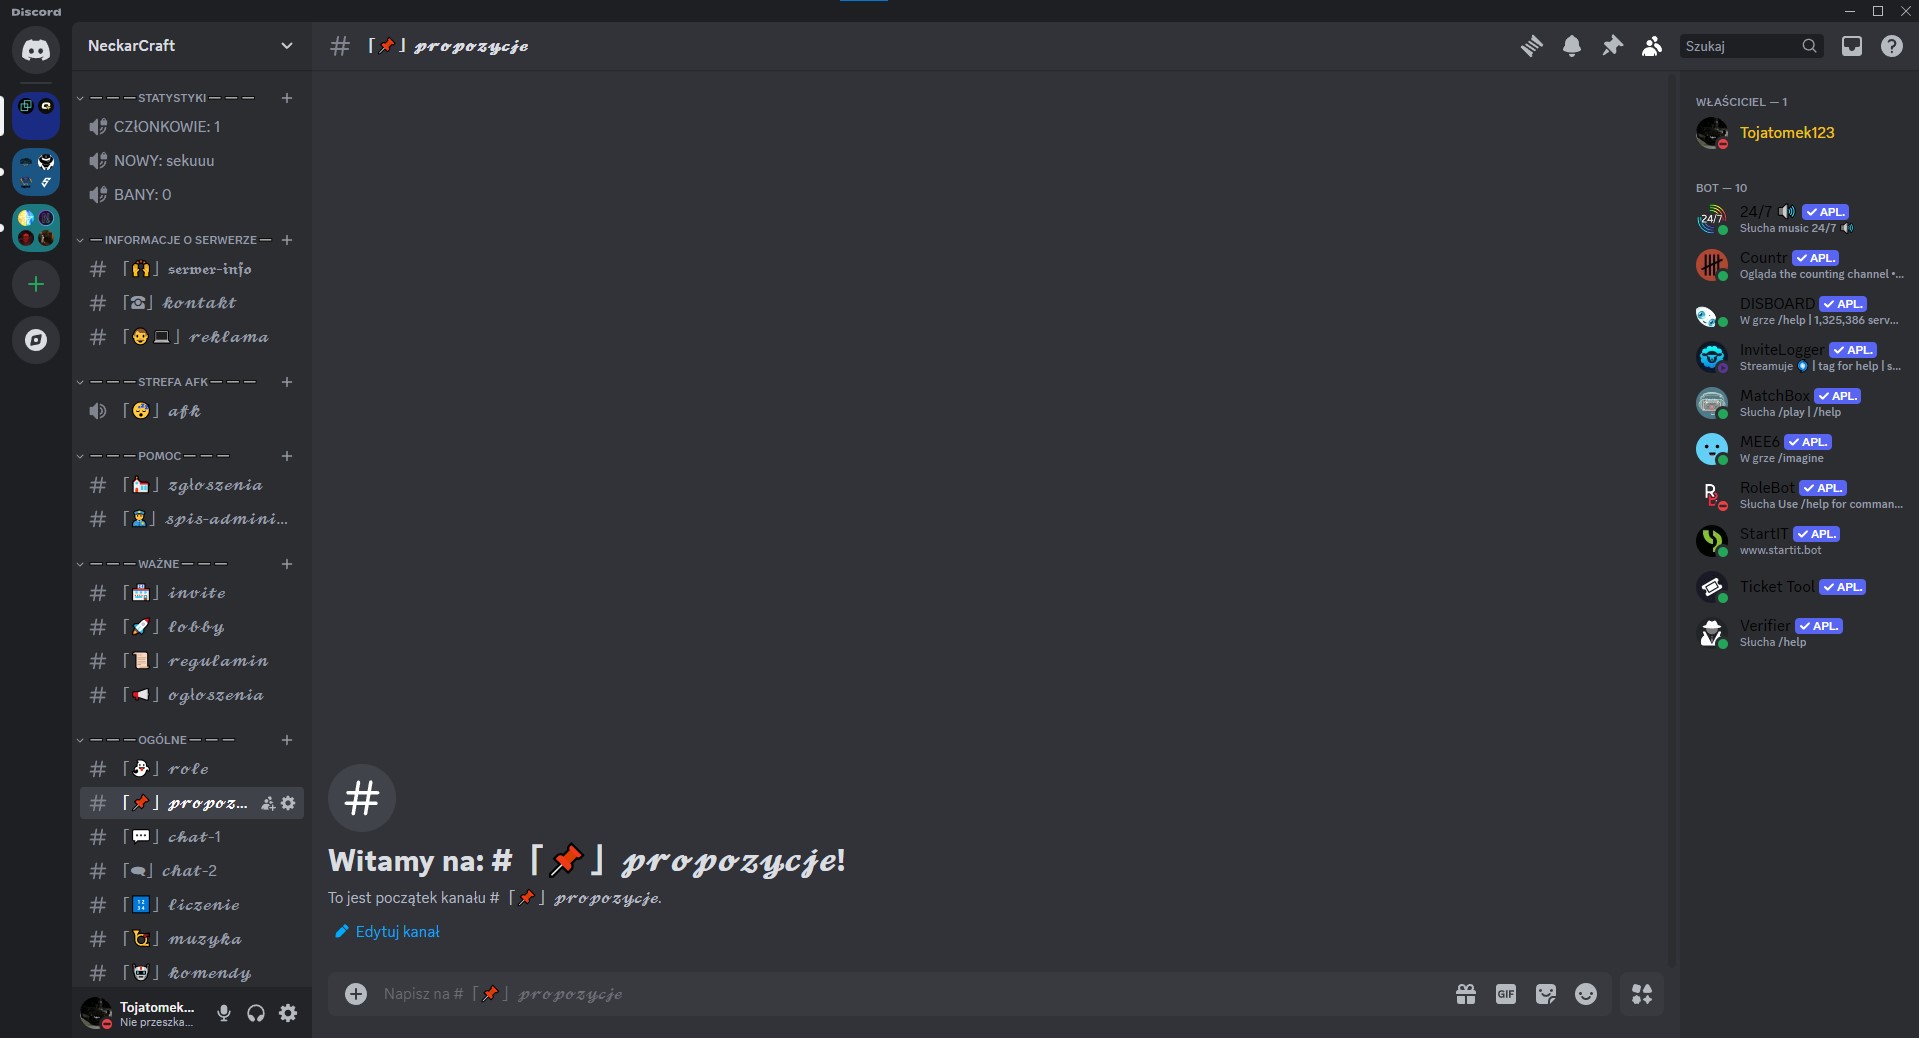 Discord
NeckarCraft
— — —STATYSTYKI— — —
CZŁONKOWIE: 1
NOWY: sekuuu
BANY: 0
—INFORMACJE O SERWERZE—
「🙌」𝖘𝖊𝖗𝖜𝖊𝖗-𝖎𝖓𝖋𝖔
「☎」𝓴𝓸𝓷𝓽𝓪𝓴𝓽
「👨💻」𝓻𝓮𝓴𝓵𝓪𝓶𝓪
— — —STREFA AFK— — —
「😴」𝓪𝓯𝓴
— — —POMOC— — —
「🏠」𝔃𝓰ł𝓸𝓼𝔃𝓮𝓷𝓲𝓪
「👮」𝓼𝓹𝓲𝓼-𝓪𝓭𝓶𝓲𝓷𝓲...
— — —WAŻNE— — —
「🏩」𝓲𝓷𝓿𝓲𝓽𝓮
「🚀」𝓵𝓸𝓫𝓫𝔂
「📜」𝓻𝓮𝓰𝓾𝓵𝓪𝓶𝓲𝓷
「📢」𝓸𝓰ł𝓸𝓼𝔃𝓮𝓷𝓲𝓪
— — —OGÓLNE— — —
「👻」𝓻𝓸𝓵𝓮
「📌」𝓹𝓻𝓸𝓹𝓸𝔃...
「💬」𝓬𝓱𝓪𝓽-1
「🗨」𝓬𝓱𝓪𝓽-2
「🔢」𝓵𝓲𝓬𝔃𝓮𝓷𝓲𝓮
「📯」𝓶𝓾𝔃𝔂𝓴𝓪
「🤖」𝓴𝓸𝓶𝓮𝓷𝓭𝔂
Tojatomek...
Nie przeszka...
# 「📌」𝓹𝓻𝓸𝓹𝓸𝔃𝔂𝓬𝓳𝓮
Szukaj
Witamy na: # 「📌」𝓹𝓻𝓸𝓹𝓸𝔃𝔂𝓬𝓳𝓮!
To jest początek kanału # 「📌」𝓹𝓻𝓸𝓹𝓸𝔃𝔂𝓬𝓳𝓮.
Edytuj kanał
Napisz na # 「📌」𝓹𝓻𝓸𝓹𝓸𝔃𝔂𝓬𝓳𝓮
GIF
WŁAŚCICIEL — 1
Tojatomek123
BOT — 10
24/7 🔊 ✓ APL.
Słucha music 24/7 🔊
Countr ✓ APL.
Ogląda the counting channel •...
DISBOARD ✓ APL.
W grze /help | 1,325,386 serv...
InviteLogger ✓ APL.
Streamuje | tag for help | s...
MatchBox ✓ APL.
Słucha /play | /help
MEE6 ✓ APL.
W grze /imagine
RoleBot ✓ APL.
Słucha Use /help for comman...
StartIT ✓ APL.
www.startit.bot
Ticket Tool ✓ APL.
Verifier ✓ APL.
Słucha /help